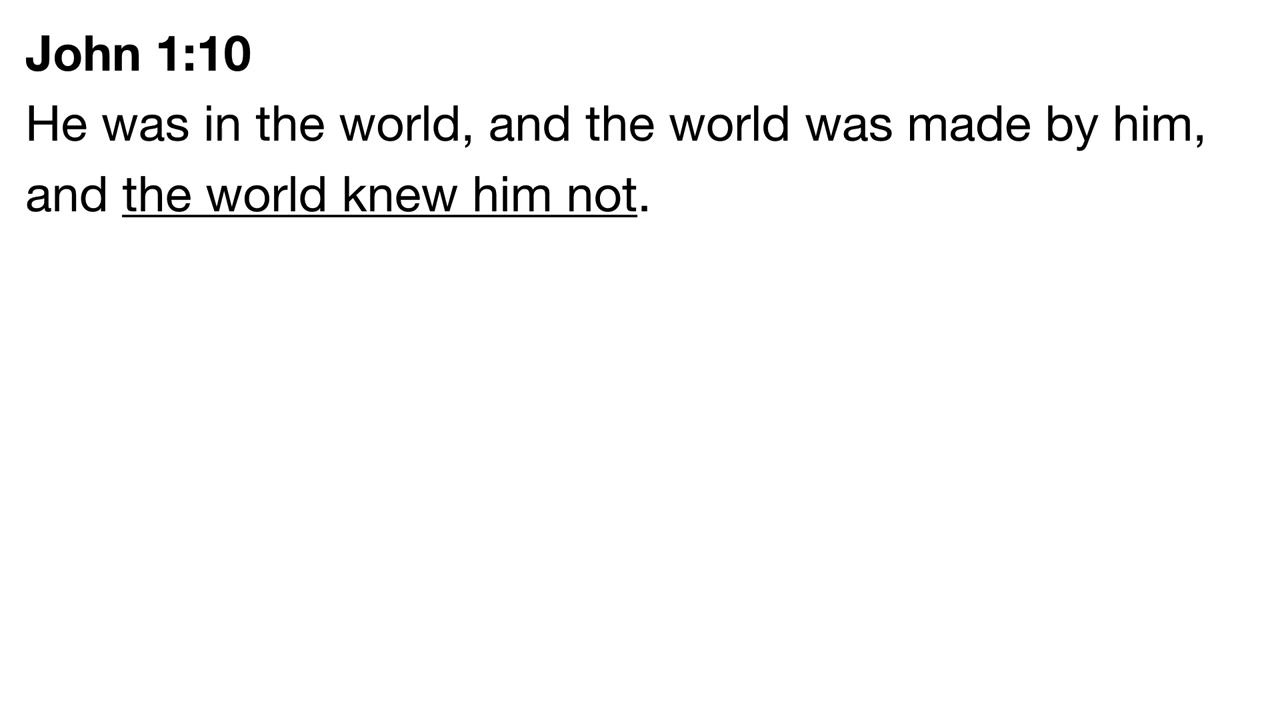 John 1:10
He was in the world, and the world was made by him,
and the world knew him not.